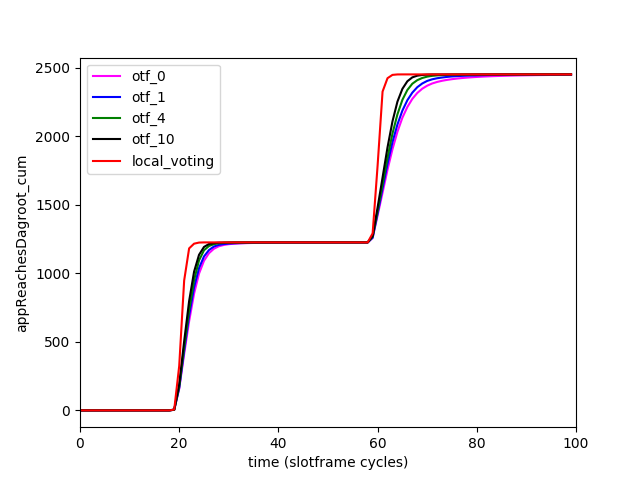 otf_0
otf_1
otf_4
otf_10
local_voting
appReachesDagroot_cum
2500
2000
1500
1000
500
0
0 20 40 60 80 100
time (slotframe cycles)